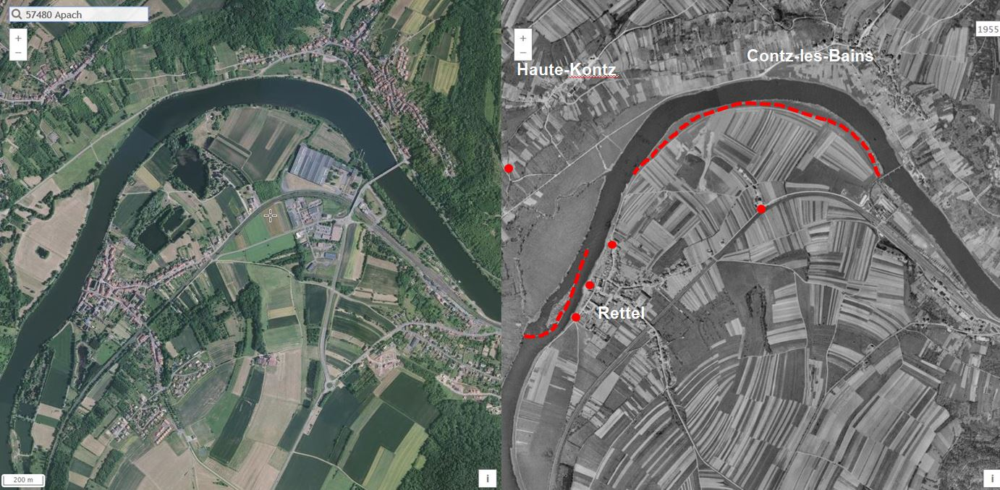 57480 Apach
+
−
200 m
i
+
−
1955
Contz-les-Bains
Haute-Kontz
Rettel
i